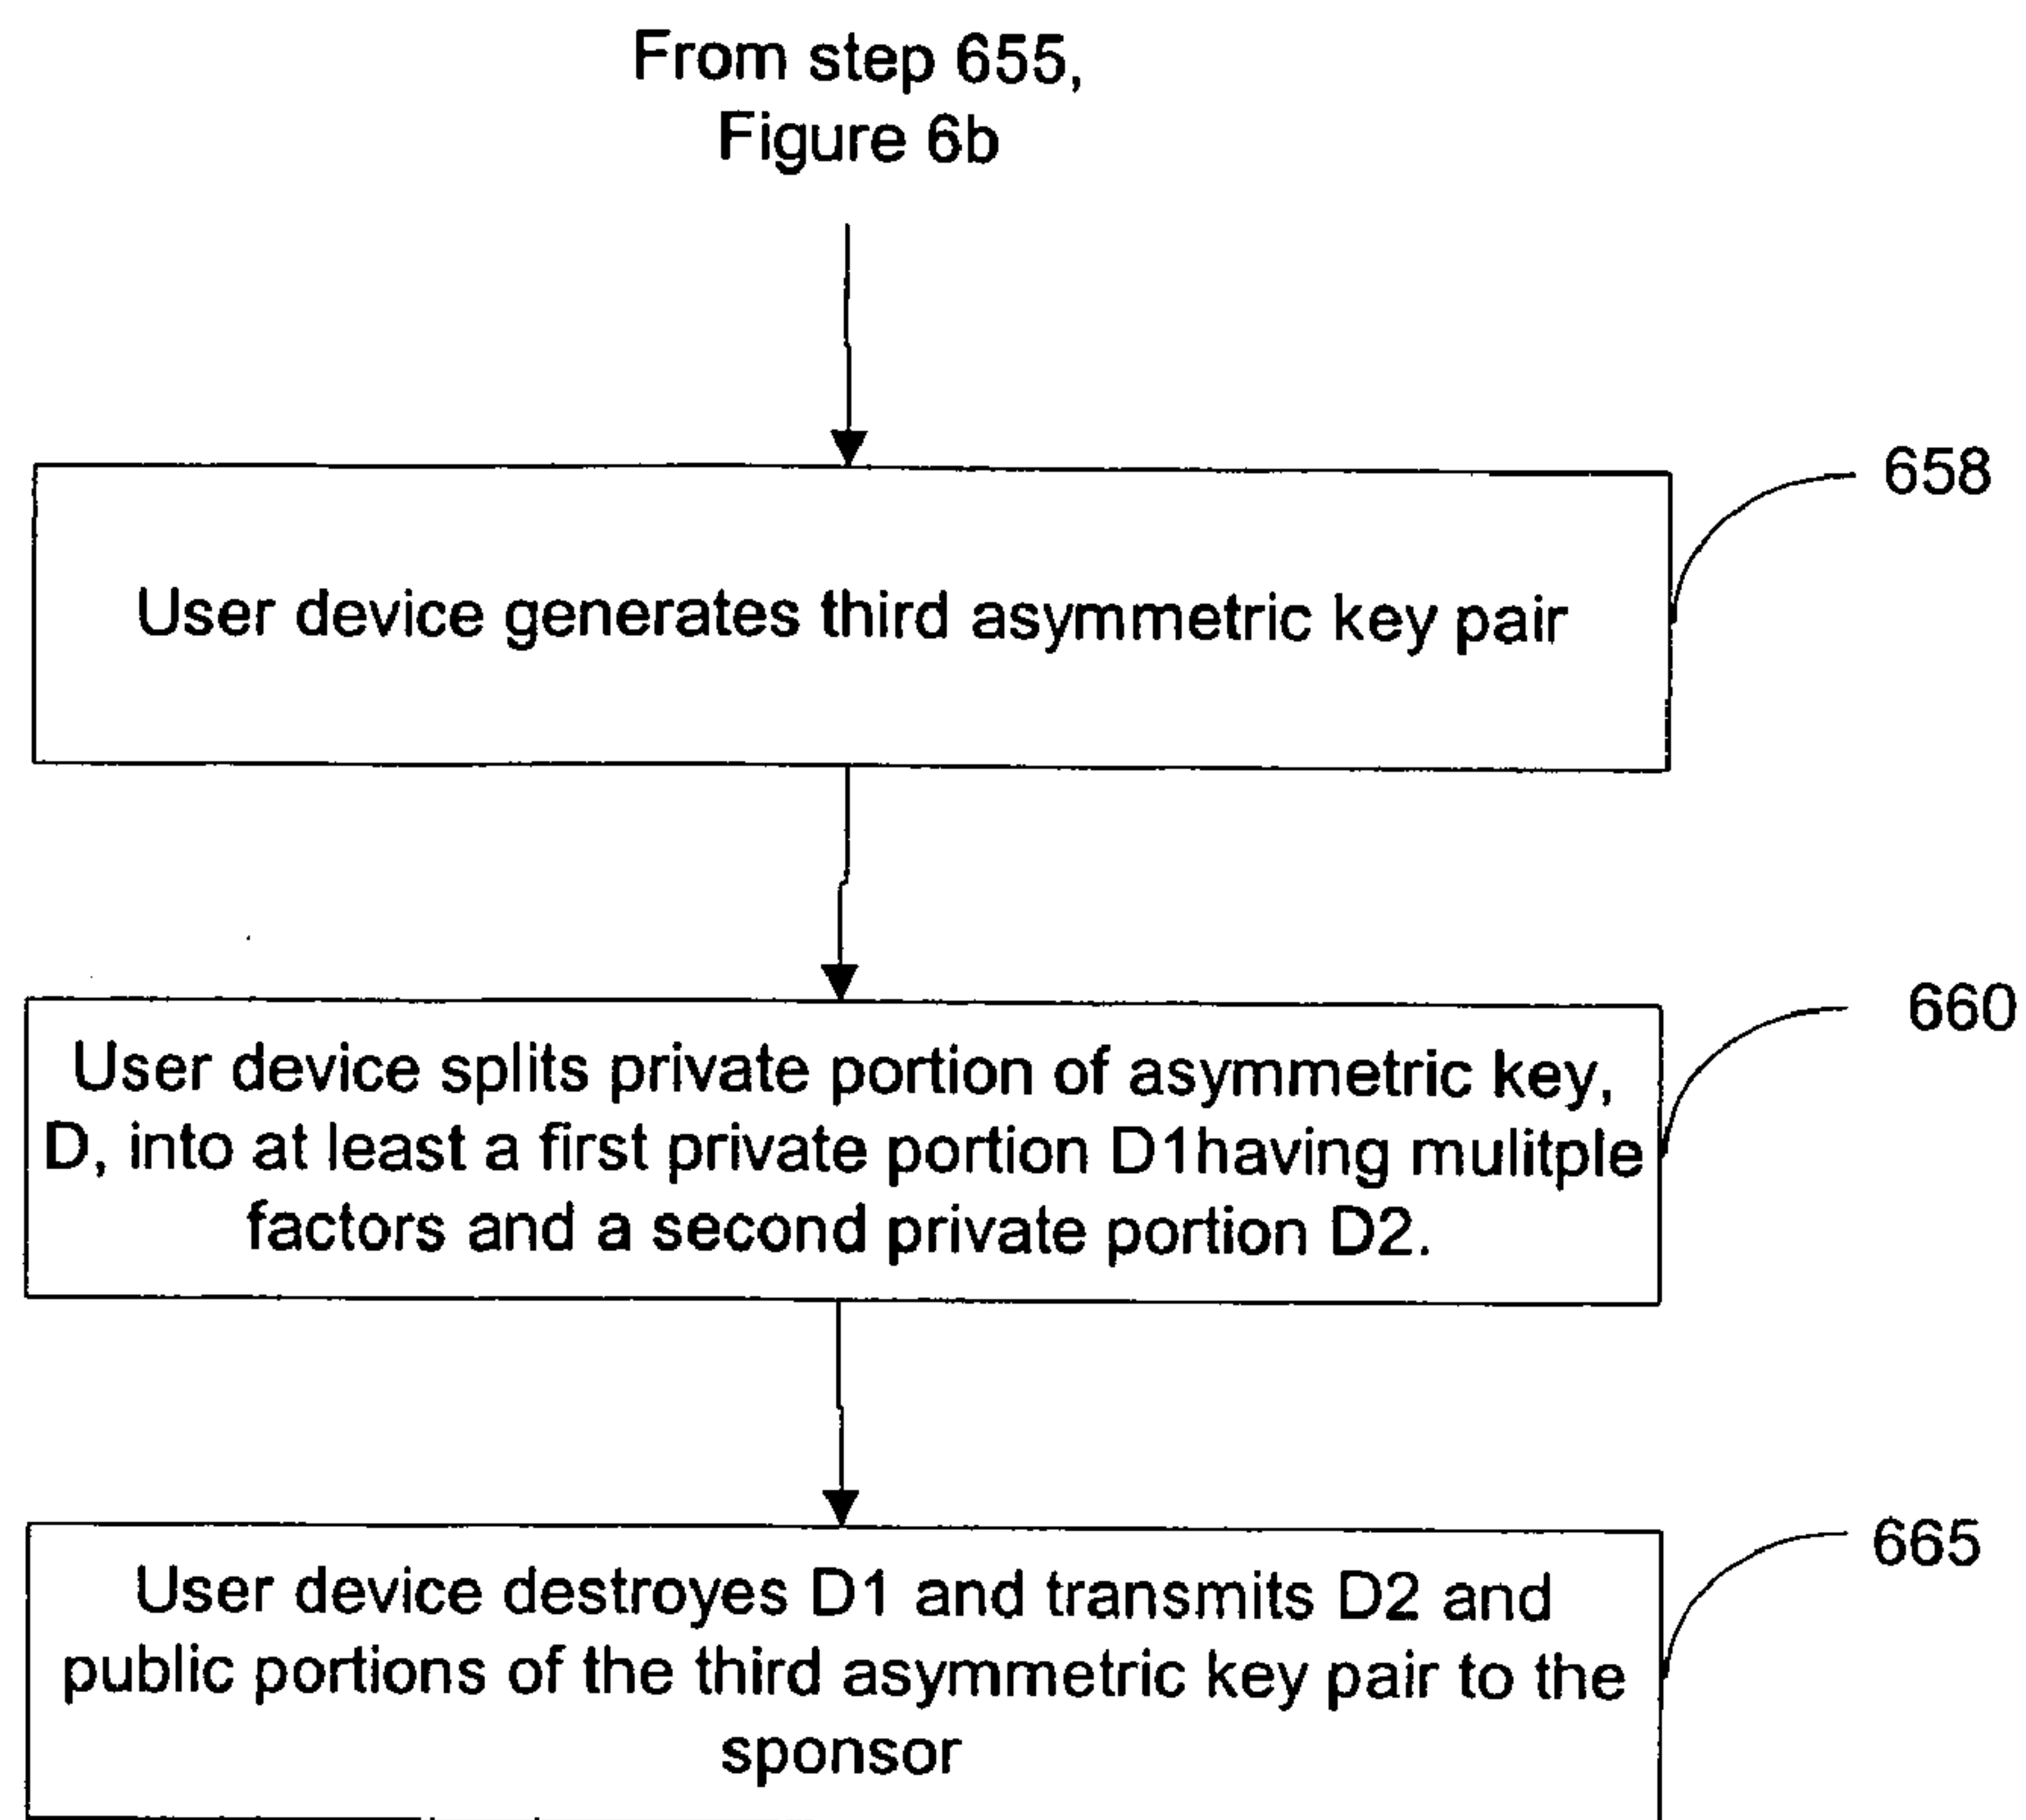 From step 655,
Figure 6b
658
User device generates third asymmetric key pair
660
User device splits private portion of asymmetric key,
D, into at least a first private portion D1having mulitple
factors and a second private portion D2.
665
User device destroyes D1 and transmits D2 and
public portions of the third asymmetric key pair to the
sponsor